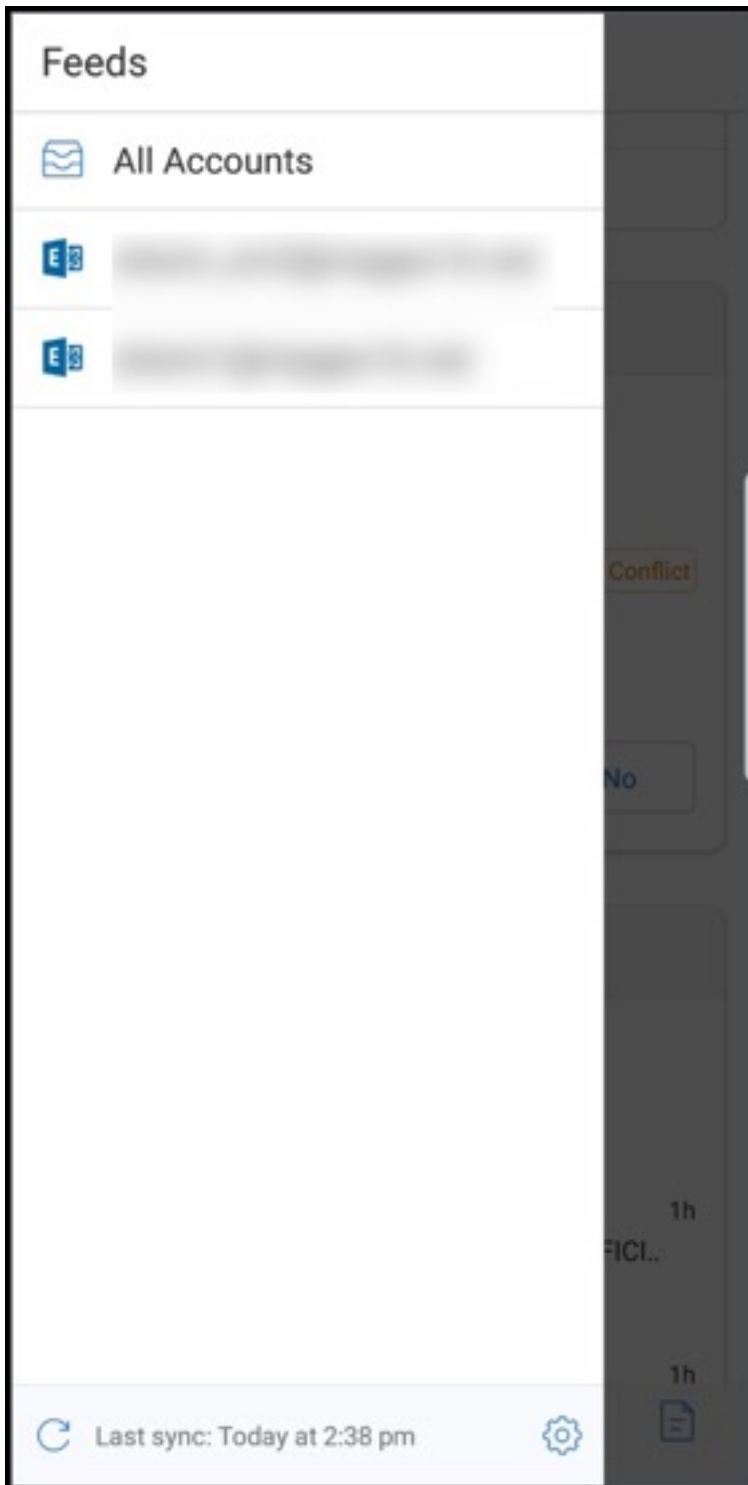 Feeds
All Accounts
E
E
Conflict
No
1h
FICI..
1h
Last sync: Today at 2:38 pm